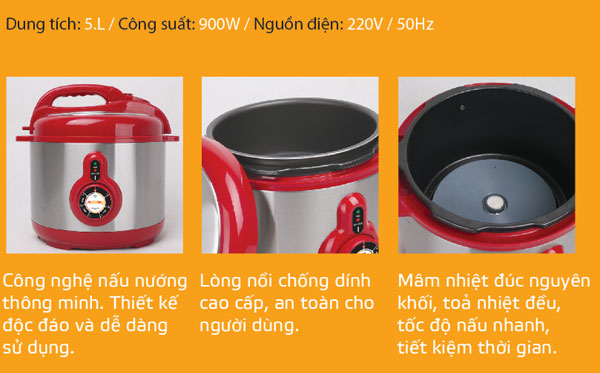 Dung tích: 5.L / Công suất: 900W / Nguồn điện: 220V / 50Hz
Công nghệ nấu nướng
thông minh. Thiết kế
độc đáo và dễ dàng
sử dụng.
Lòng nồi chống dính
cao cấp, an toàn cho
người dùng.
Mâm nhiệt đúc nguyên
khối, toả nhiệt đều,
tốc độ nấu nhanh,
tiết kiệm thời gian.